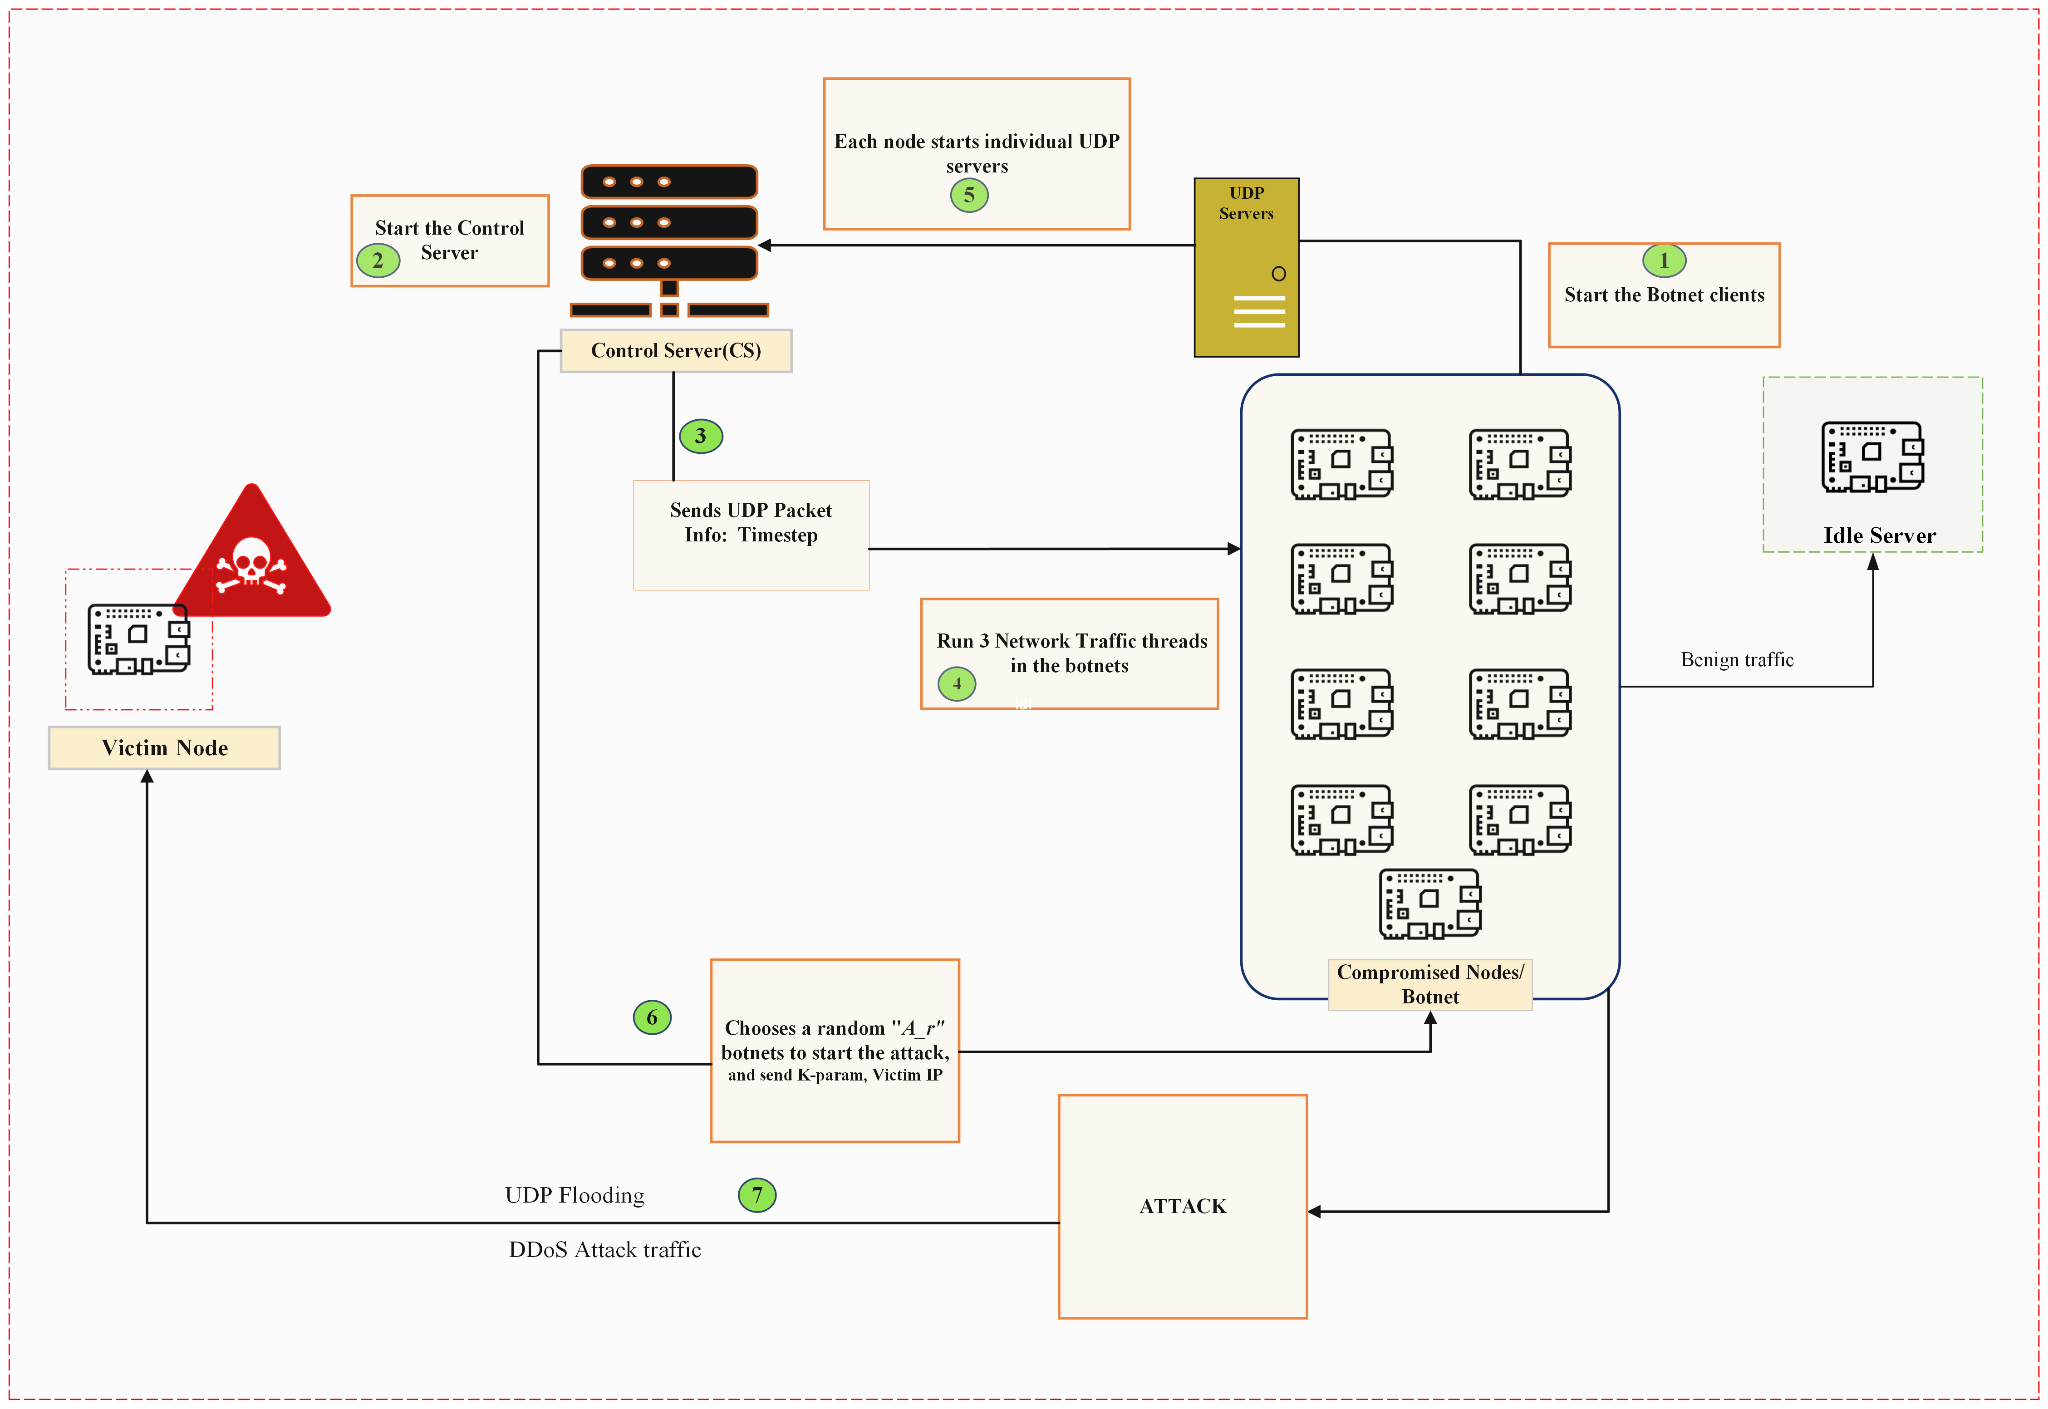 Each node starts individual UDP
servers
5
UDP
Servers
Start the Control
Server
2
1
Start the Botnet clients
Control Server(CS)
3
Sends UDP Packet
Info: Timestep
Idle Server
Run 3 Network Traffic threads
in the botnets
4
Benign traffic
Victim Node
Compromised Nodes/
Botnet
6
Chooses a random "A_r"
botnets to start the attack,
and send K-param, Victim IP
UDP Flooding
7
ATTACK
DDoS Attack traffic